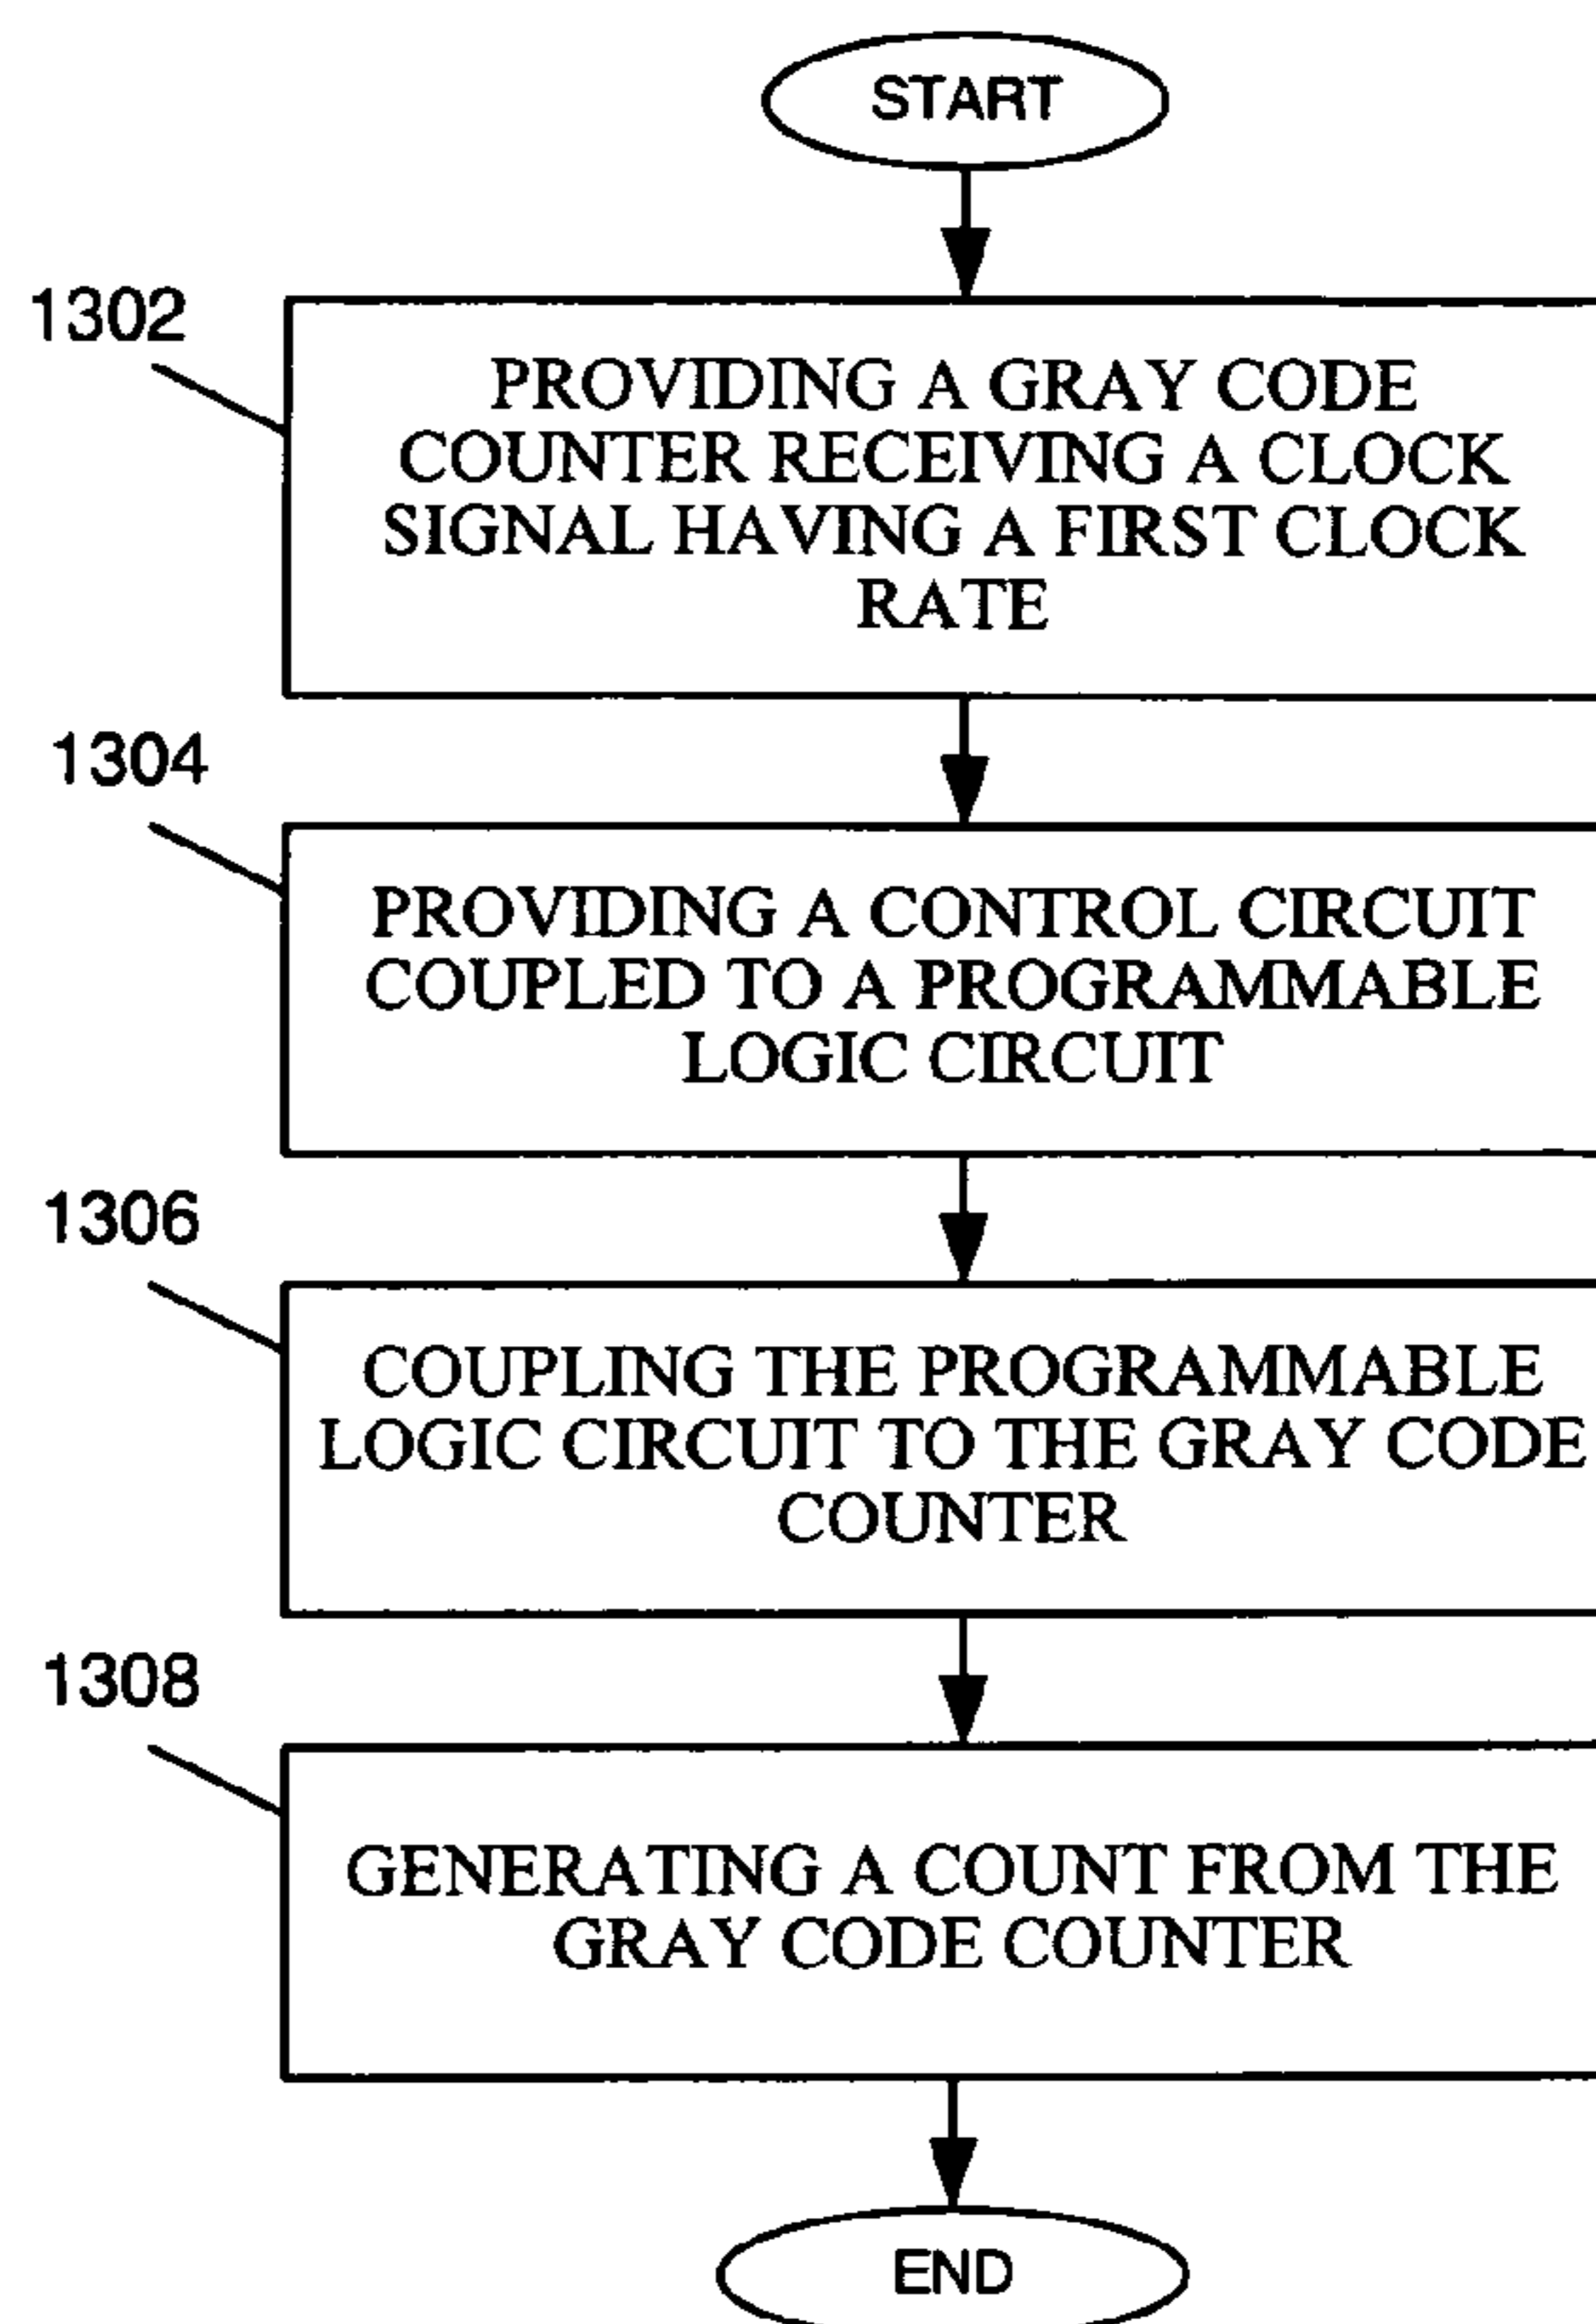 START
1302
PROVIDING A GRAY CODE
COUNTER RECEIVING A CLOCK
SIGNAL HAVING A FIRST CLOCK
RATE
1304
PROVIDING A CONTROL CIRCUIT
COUPLED TO A PROGRAMMABLE
LOGIC CIRCUIT
1306
COUPLING THE PROGRAMMABLE
LOGIC CIRCUIT TO THE GRAY CODE
COUNTER
1308
GENERATING A COUNT FROM THE
GRAY CODE COUNTER
END